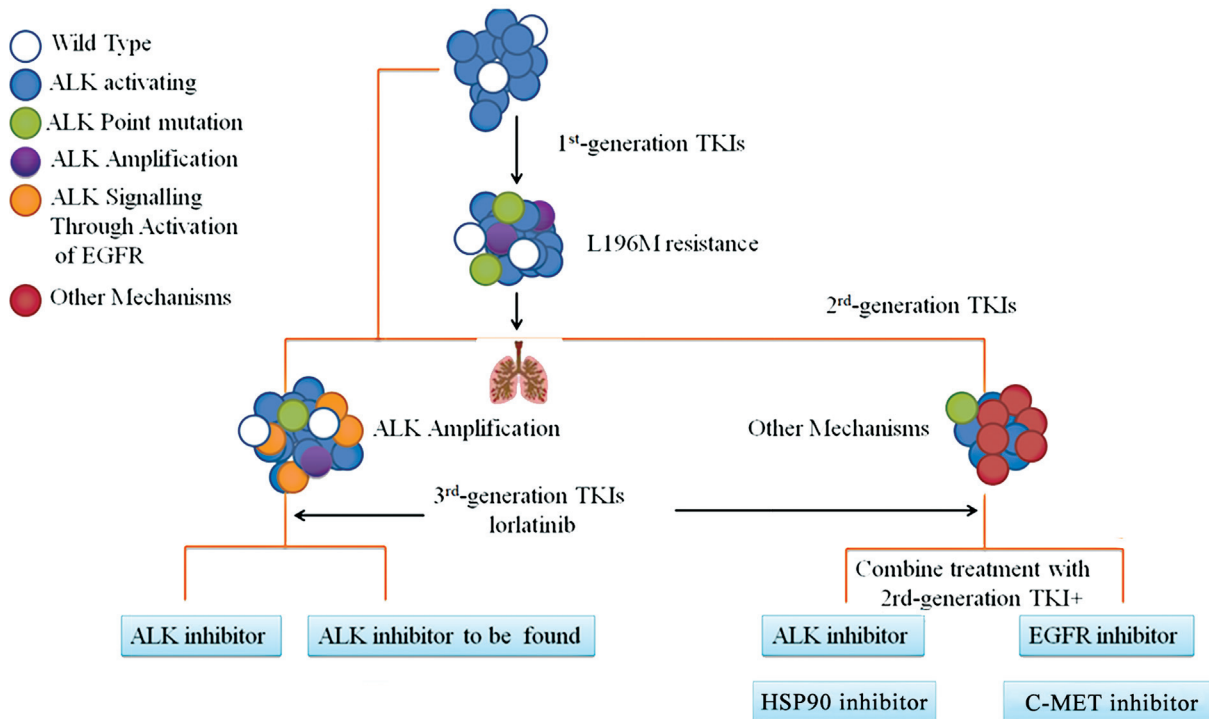 Wild Type
ALK activating
ALK Point mutation
ALK Amplification
ALK Signalling
Through Activation
of EGFR
Other Mechanisms
1st-generation TKIs
L196M resistance
2rd-generation TKIs
ALK Amplification
Other Mechanisms
3rd-generation TKIs
lorlatinib
Combine treatment with
2rd-generation TKI+
ALK inhibitor
ALK inhibitor to be found
ALK inhibitor
EGFR inhibitor
HSP90 inhibitor
C-MET inhibitor